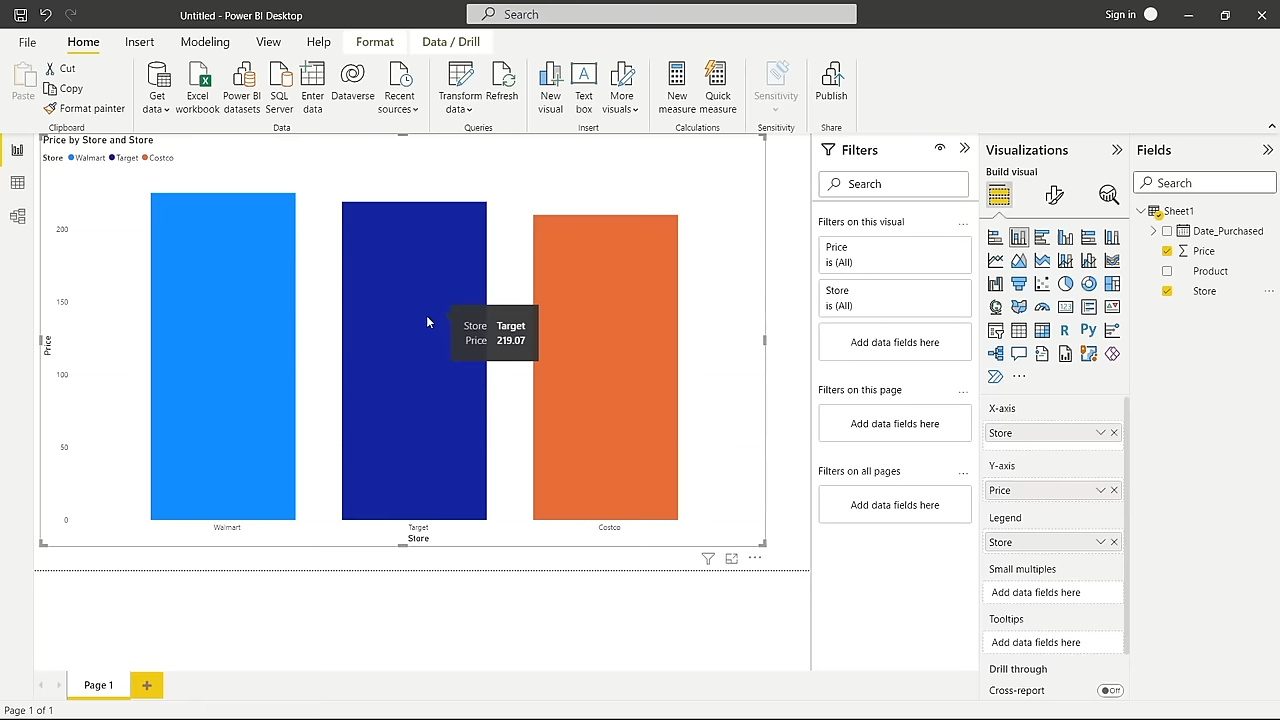 Untitled - Power BI Desktop
Search
Sign in
File
Home
Insert
Modeling
View
Help
Format
Data / Drill
Paste
Cut
Copy
Format painter
Clipboard
Get data
Excel workbook
Power BI datasets
SQL Server
Enter data
Dataverse
Recent sources
Data
Transform data
Refresh
Queries
New visual
Text box
More visuals
Insert
New measure
Quick measure
Calculations
Sensitivity
Sensitivity
Publish
Share
Price by Store and Store
Store Walmart Target Costco
200
150
100
50
0
Price
Walmart
Target
Costco
Store
Store Target
Price 219.07
Filters
Search
Filters on this visual
Price
is (All)
Store
is (All)
Add data fields here
Filters on this page
Add data fields here
Filters on all pages
Add data fields here
Visualizations
Build visual
R
Py
X-axis
Store
Y-axis
Price
Legend
Store
Small multiples
Add data fields here
Tooltips
Add data fields here
Drill through
Cross-report
Off
Fields
Search
Sheet1
Date_Purchased
Price
Product
Store
Page 1
Page 1 of 1